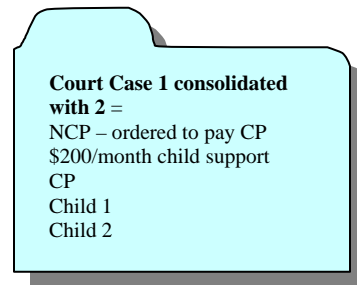 Court Case 1 consolidated
with 2 =
NCP – ordered to pay CP
$200/month child support
CP
Child 1
Child 2